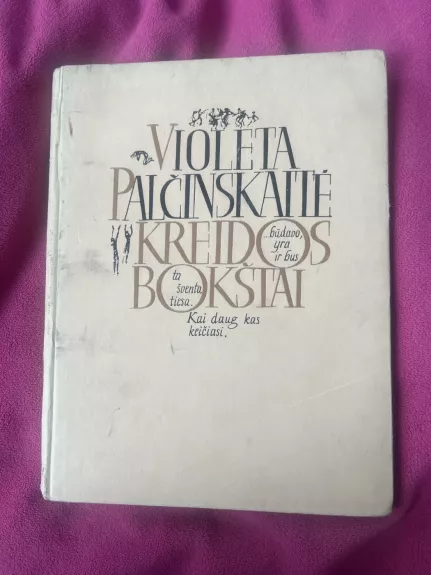 VIOLETA
PALČINSKAITĖ
KREIDOS
būdavo,
yra
ir bus
BOKŠTAI
ta
šventa
tiesa.
Kai daug kas
keičiasi.